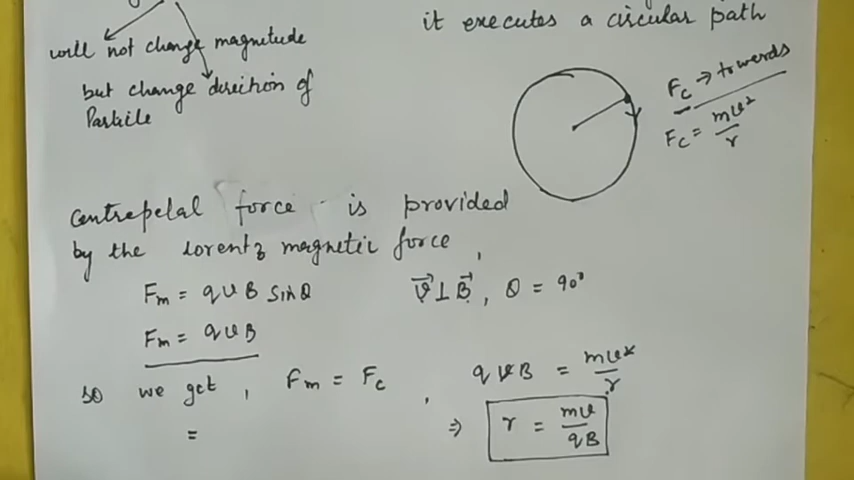 it executes a circular path
will not change magnitude
but change direction of
Particle
Fc → towards
Fc = mv²/r
Centrepelal force is provided
by the Lorentz magnetic force,
Fm = qvB sinθ
V⃗ ⊥ B⃗, θ = 90°
Fm = qvB
so we get, Fm = Fc, qvB = mv²/r
=
⇒ r = mv/qB